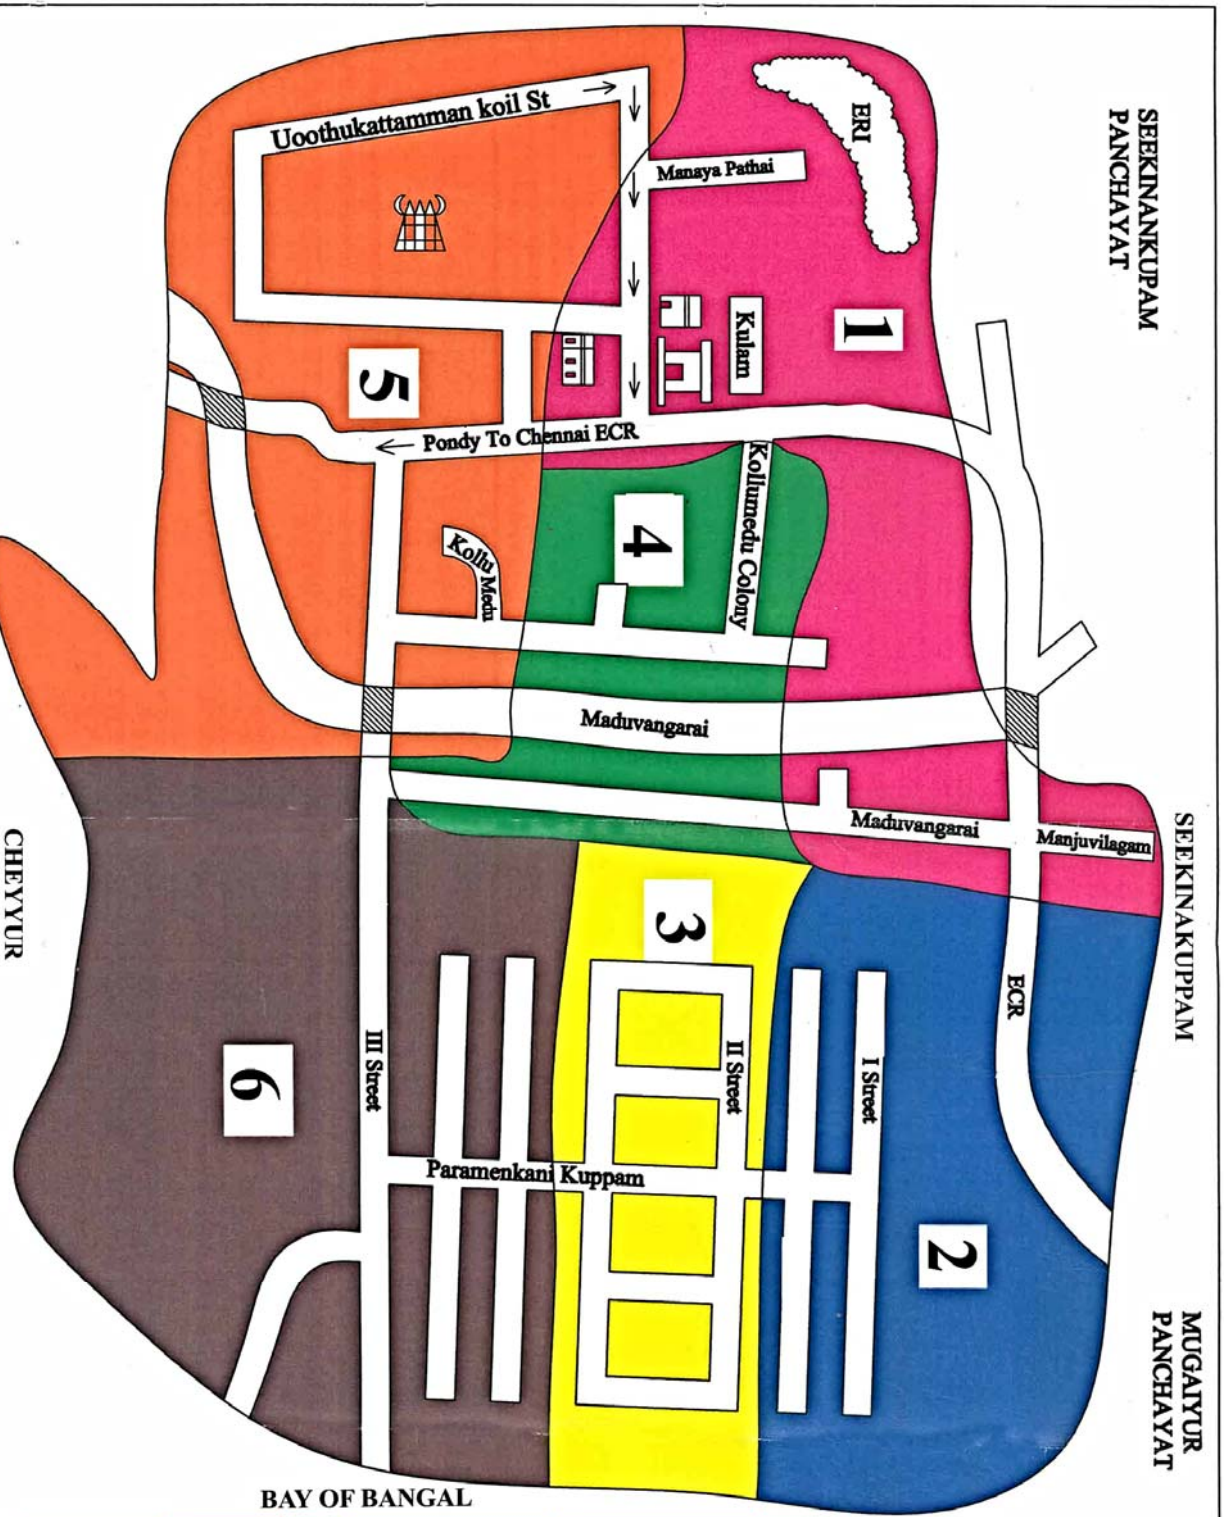 SEEKINANKUPAM
PANCHAYAT
SEEKINAKUPPAM
MUGAIYUR
PANCHAYAT
ERI
Uoothukattamman koil St
Manaya Pathai
Kulam
1
5
Pondy To Chennai ECR
Kollumedu Colony
4
Kollu Medu
Maduvangarai
Maduvangarai
Manjuvilagam
3
ECR
II Street
I Street
III Street
6
Paramenkani Kuppam
2
CHEYYUR
BAY OF BANGAL